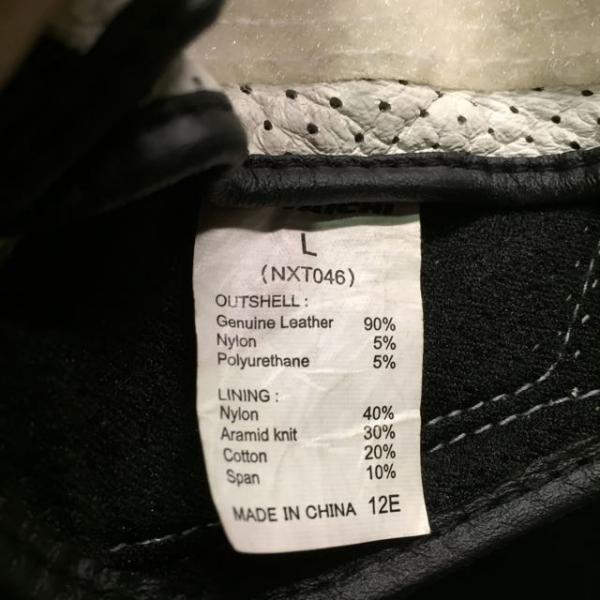 L
(NXT046)
OUTSHELL :
Genuine Leather 90%
Nylon 5%
Polyurethane 5%
LINING :
Nylon 40%
Aramid knit 30%
Cotton 20%
Span 10%
MADE IN CHINA 12E